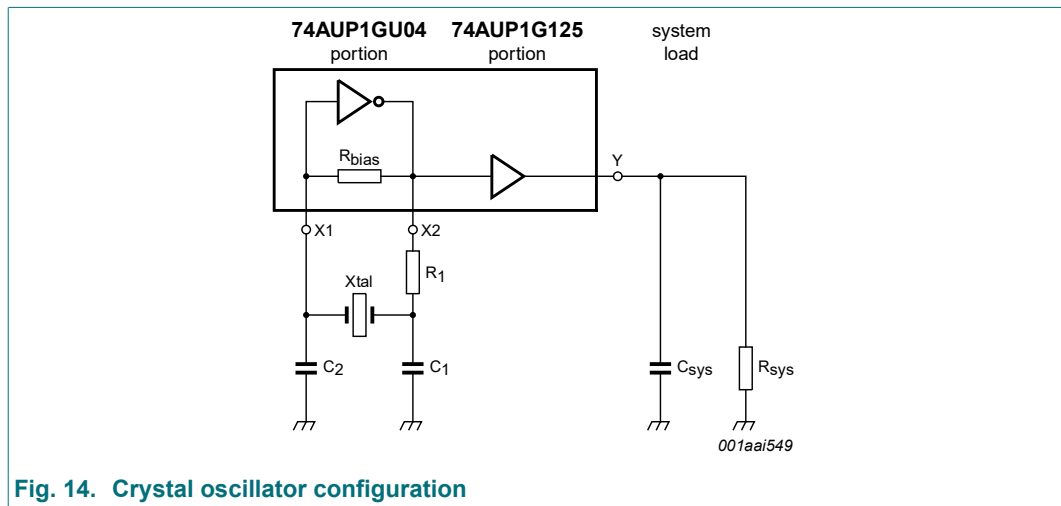 74AUP1GU04 74AUP1G125 system
portion portion load
Rbias
Y
X1 X2
R1
Xtal
C2 C1 Csys Rsys
001aai549
Fig. 14. Crystal oscillator configuration